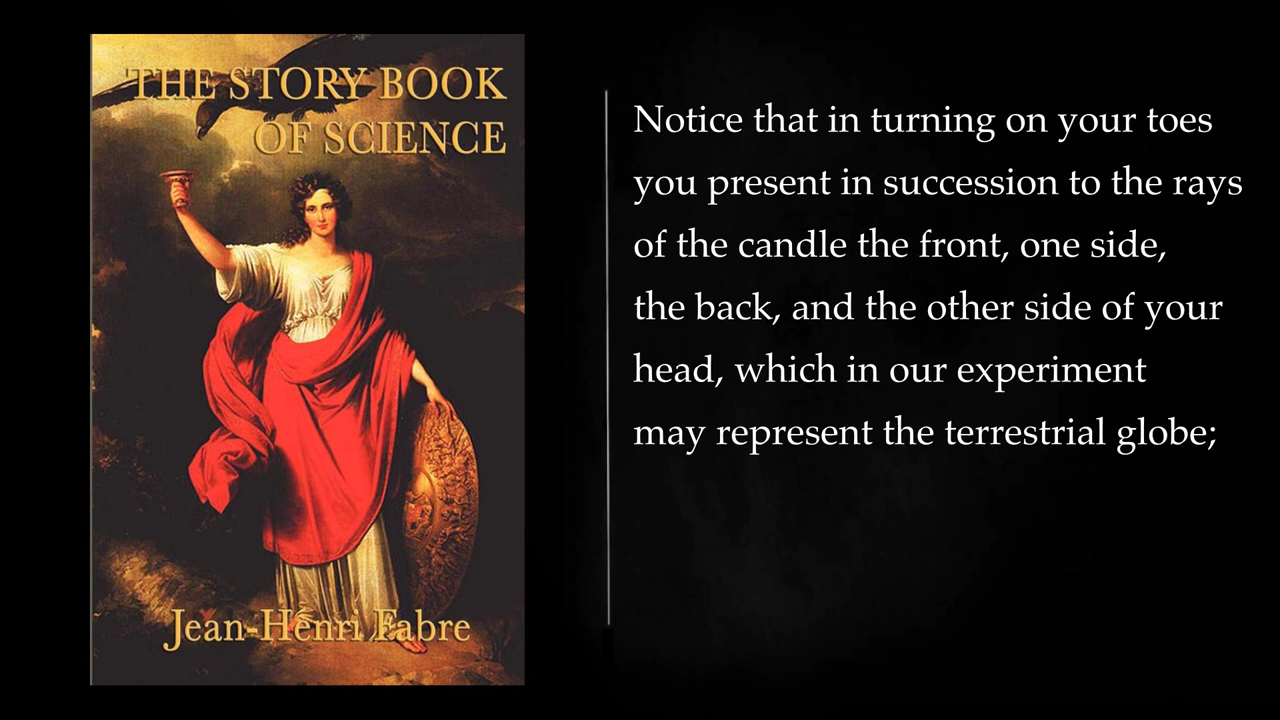 THE STORY BOOK
OF SCIENCE
Jean-Henri Fabre
Notice that in turning on your toes
you present in succession to the rays
of the candle the front, one side,
the back, and the other side of your
head, which in our experiment
may represent the terrestrial globe;